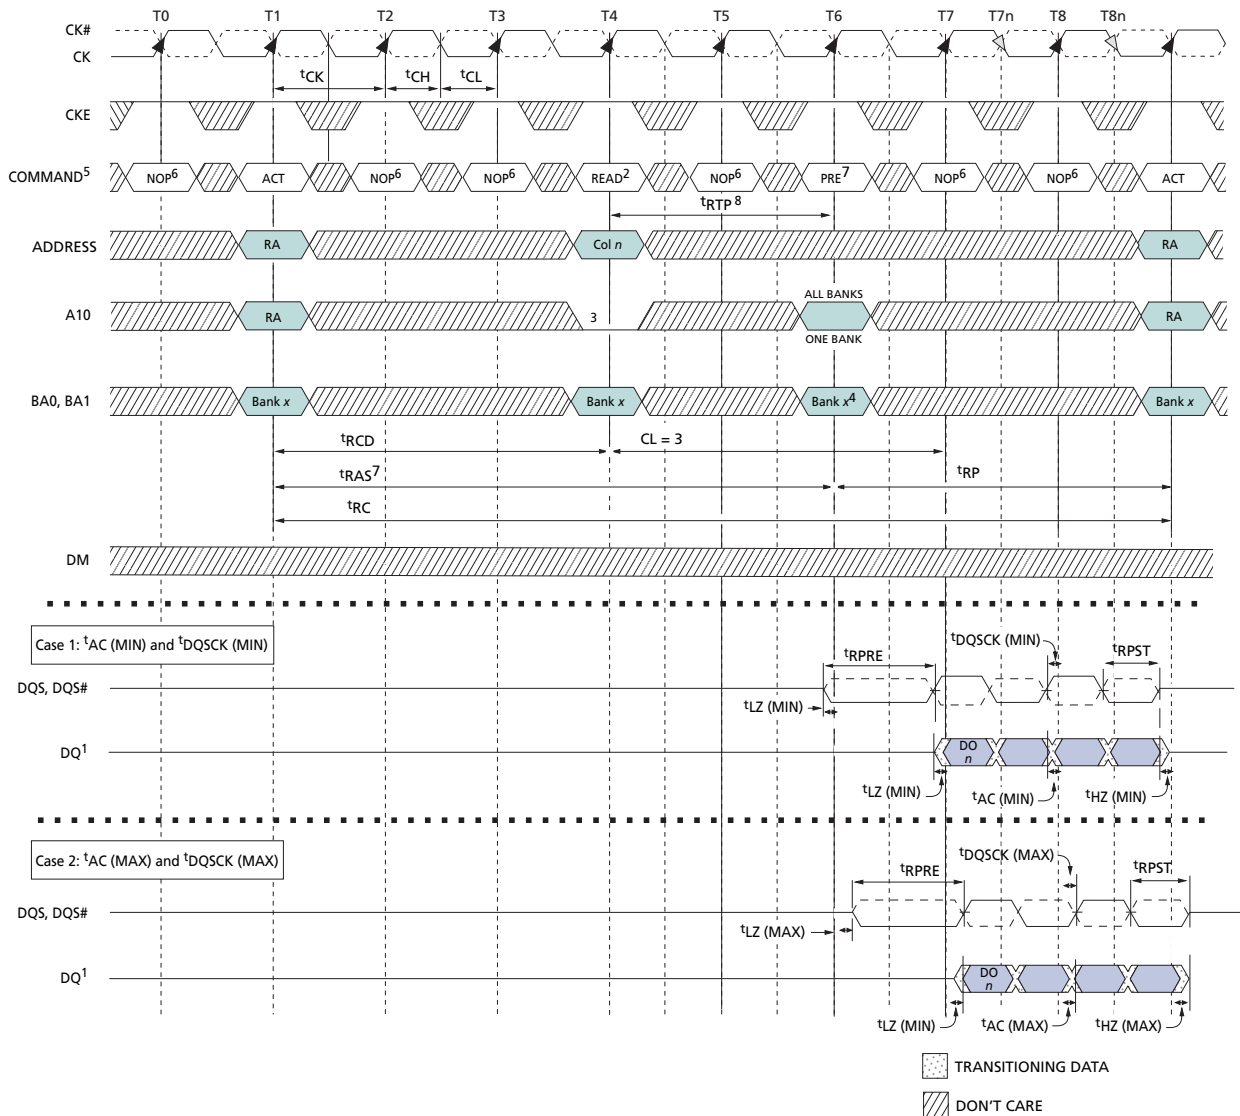 T0 T1 T2 T3 T4 T5 T6 T7 T7n T8 T8n
CK#
CK
tCK tCH tCL
CKE
COMMAND5 NOP6 ACT NOP6 NOP6 READ2 NOP6 PRE7 NOP6 NOP6 ACT
tRTP8
ADDRESS RA Col n RA
ALL BANKS
A10 RA 3 RA
ONE BANK
BA0, BA1 Bank x Bank x Bank x4 Bank x
tRCD CL = 3
tRAS7 tRP
tRC
DM
Case 1: tAC (MIN) and tDQSCK (MIN)
tDQSCK (MIN)
tRPRE tRPST
DQS, DQS#
tLZ (MIN)
DQ1 DO
n
tLZ (MIN) tAC (MIN) tHZ (MIN)
Case 2: tAC (MAX) and tDQSCK (MAX)
tDQSCK (MAX)
tRPRE tRPST
DQS, DQS#
tLZ (MAX)
DQ1 DO
n
tLZ (MIN) tAC (MAX) tHZ (MAX)
TRANSITIONING DATA
DON'T CARE